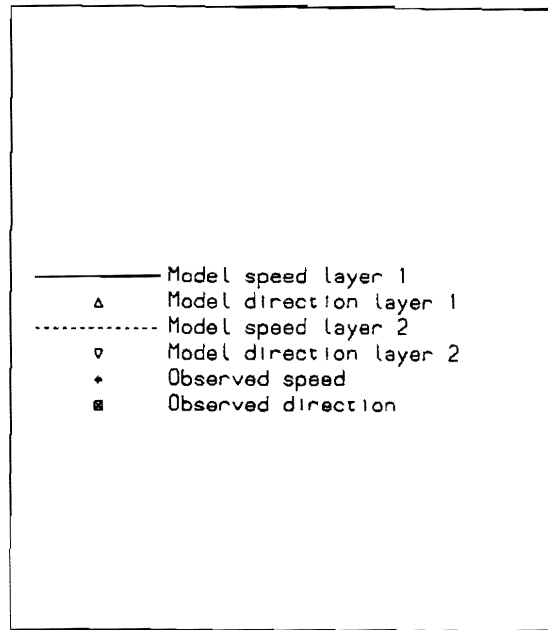 Model speed layer 1
Model direction layer 1
Model speed layer 2
Model direction layer 2
Observed speed
Observed direction